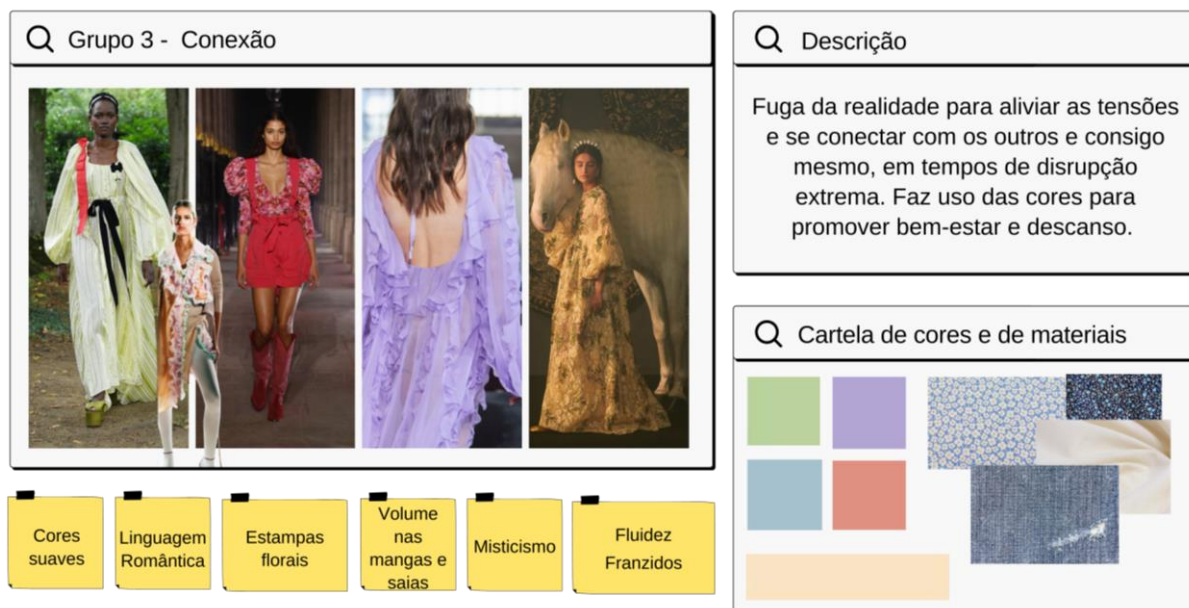 Grupo 3 - Conexão
Descrição
Fuga da realidade para aliviar as tensões
e se conectar com os outros e consigo
mesmo, em tempos de disrupção
extrema. Faz uso das cores para
promover bem-estar e descanso.
Cartela de cores e de materiais
Cores
suaves
Linguagem
Romântica
Estampas
florais
Volume
nas
mangas e
saias
Misticismo
Fluidez
Franzidos